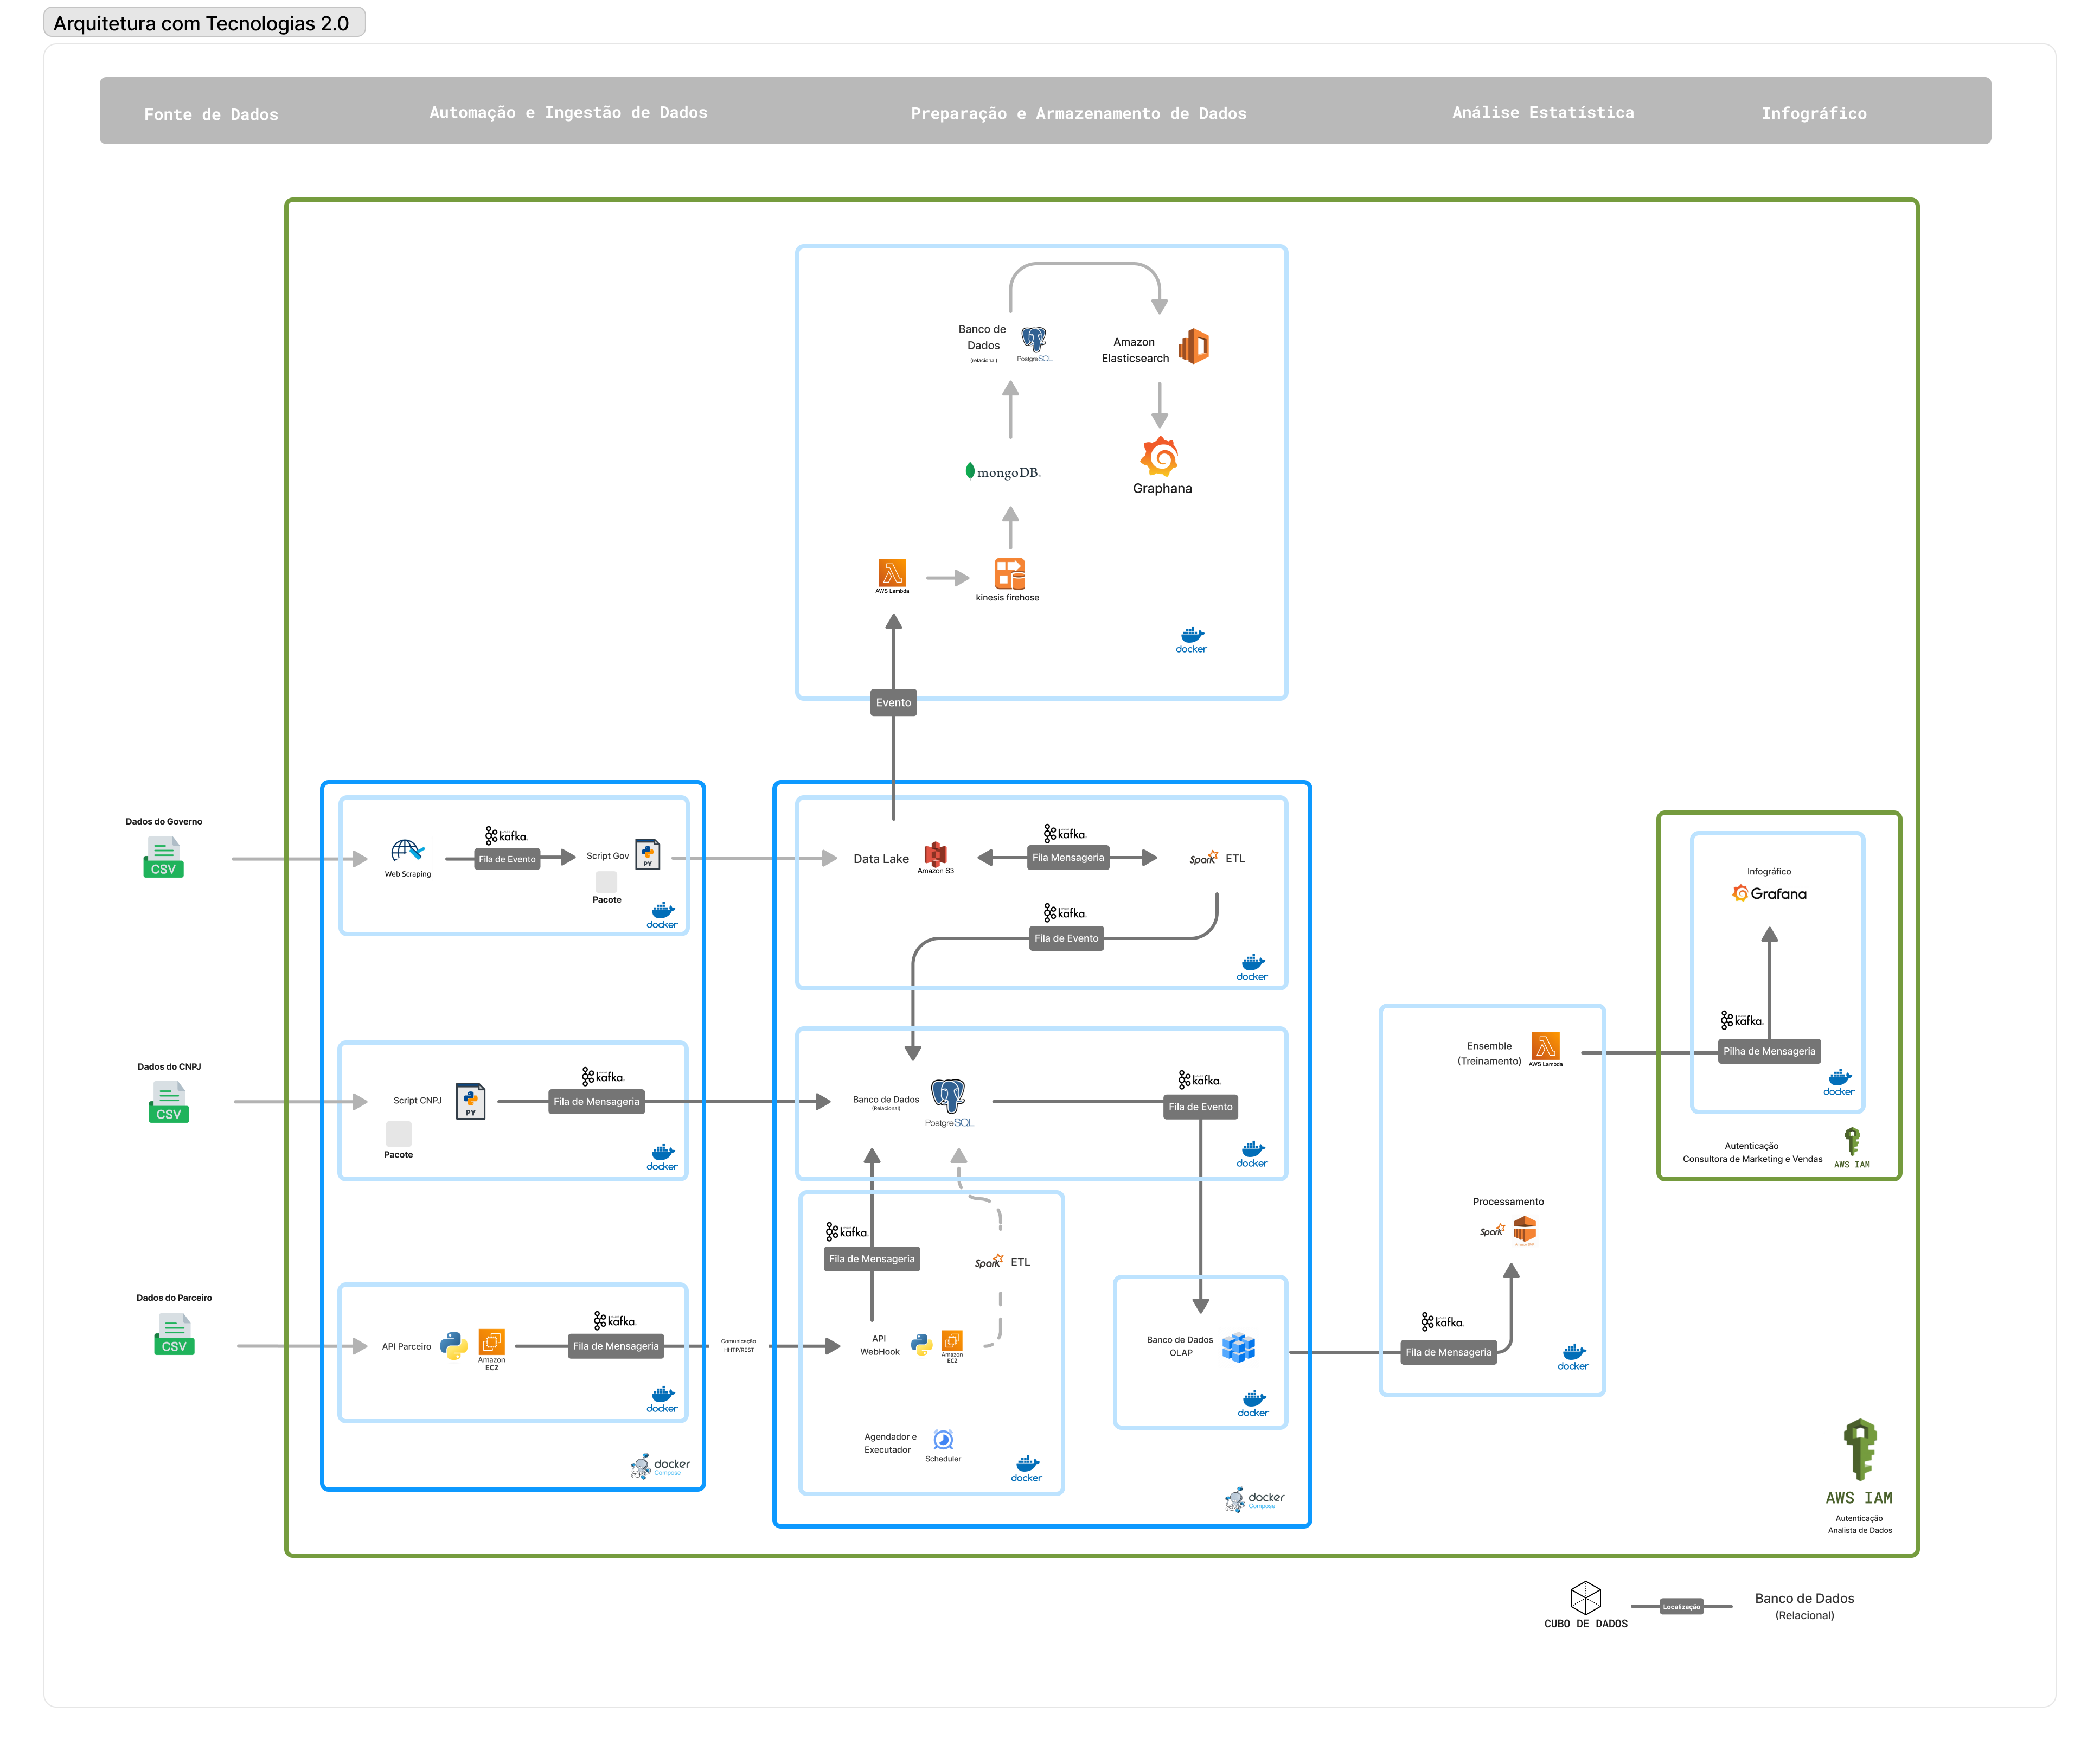 Arquitetura com Tecnologias 2.0
Fonte de Dados
Automação e Ingestão de Dados
Preparação e Armazenamento de Dados
Análise Estatística
Infográfico
Banco de
Dados
(relacional)
PostgreSQL
Amazon
Elasticsearch
mongoDB.
Graphana
AWS Lambda
kinesis firehose
docker
Evento
Dados do Governo
CSV
Web Scraping
kafka
Fila de Evento
Script Gov
PY
Pacote
docker
Data Lake
Amazon S3
kafka
Fila Mensageria
Spark
ETL
kafka
Fila de Evento
docker
Dados do CNPJ
CSV
Script CNPJ
PY
Pacote
kafka
Fila de Mensageria
docker
Banco de Dados
(Relacional)
PostgreSQL
kafka
Fila de Evento
docker
Dados do Parceiro
CSV
API Parceiro
Amazon
EC2
kafka
Fila de Mensageria
docker
docker
Compose
Comunicação
HHTP/REST
kafka
Fila de Mensageria
Spark
ETL
API
WebHook
Amazon
EC2
Agendador e
Executador
Scheduler
docker
Banco de Dados
OLAP
docker
docker
Compose
Ensemble
(Treinamento)
AWS Lambda
Processamento
Spark
kafka
Fila de Mensageria
docker
Infográfico
Grafana
kafka
Pilha de Mensageria
docker
Autenticação
Consultora de Marketing e Vendas
AWS IAM
AWS IAM
Autenticação
Analista de Dados
CUBO DE DADOS
Localização
Banco de Dados
(Relacional)